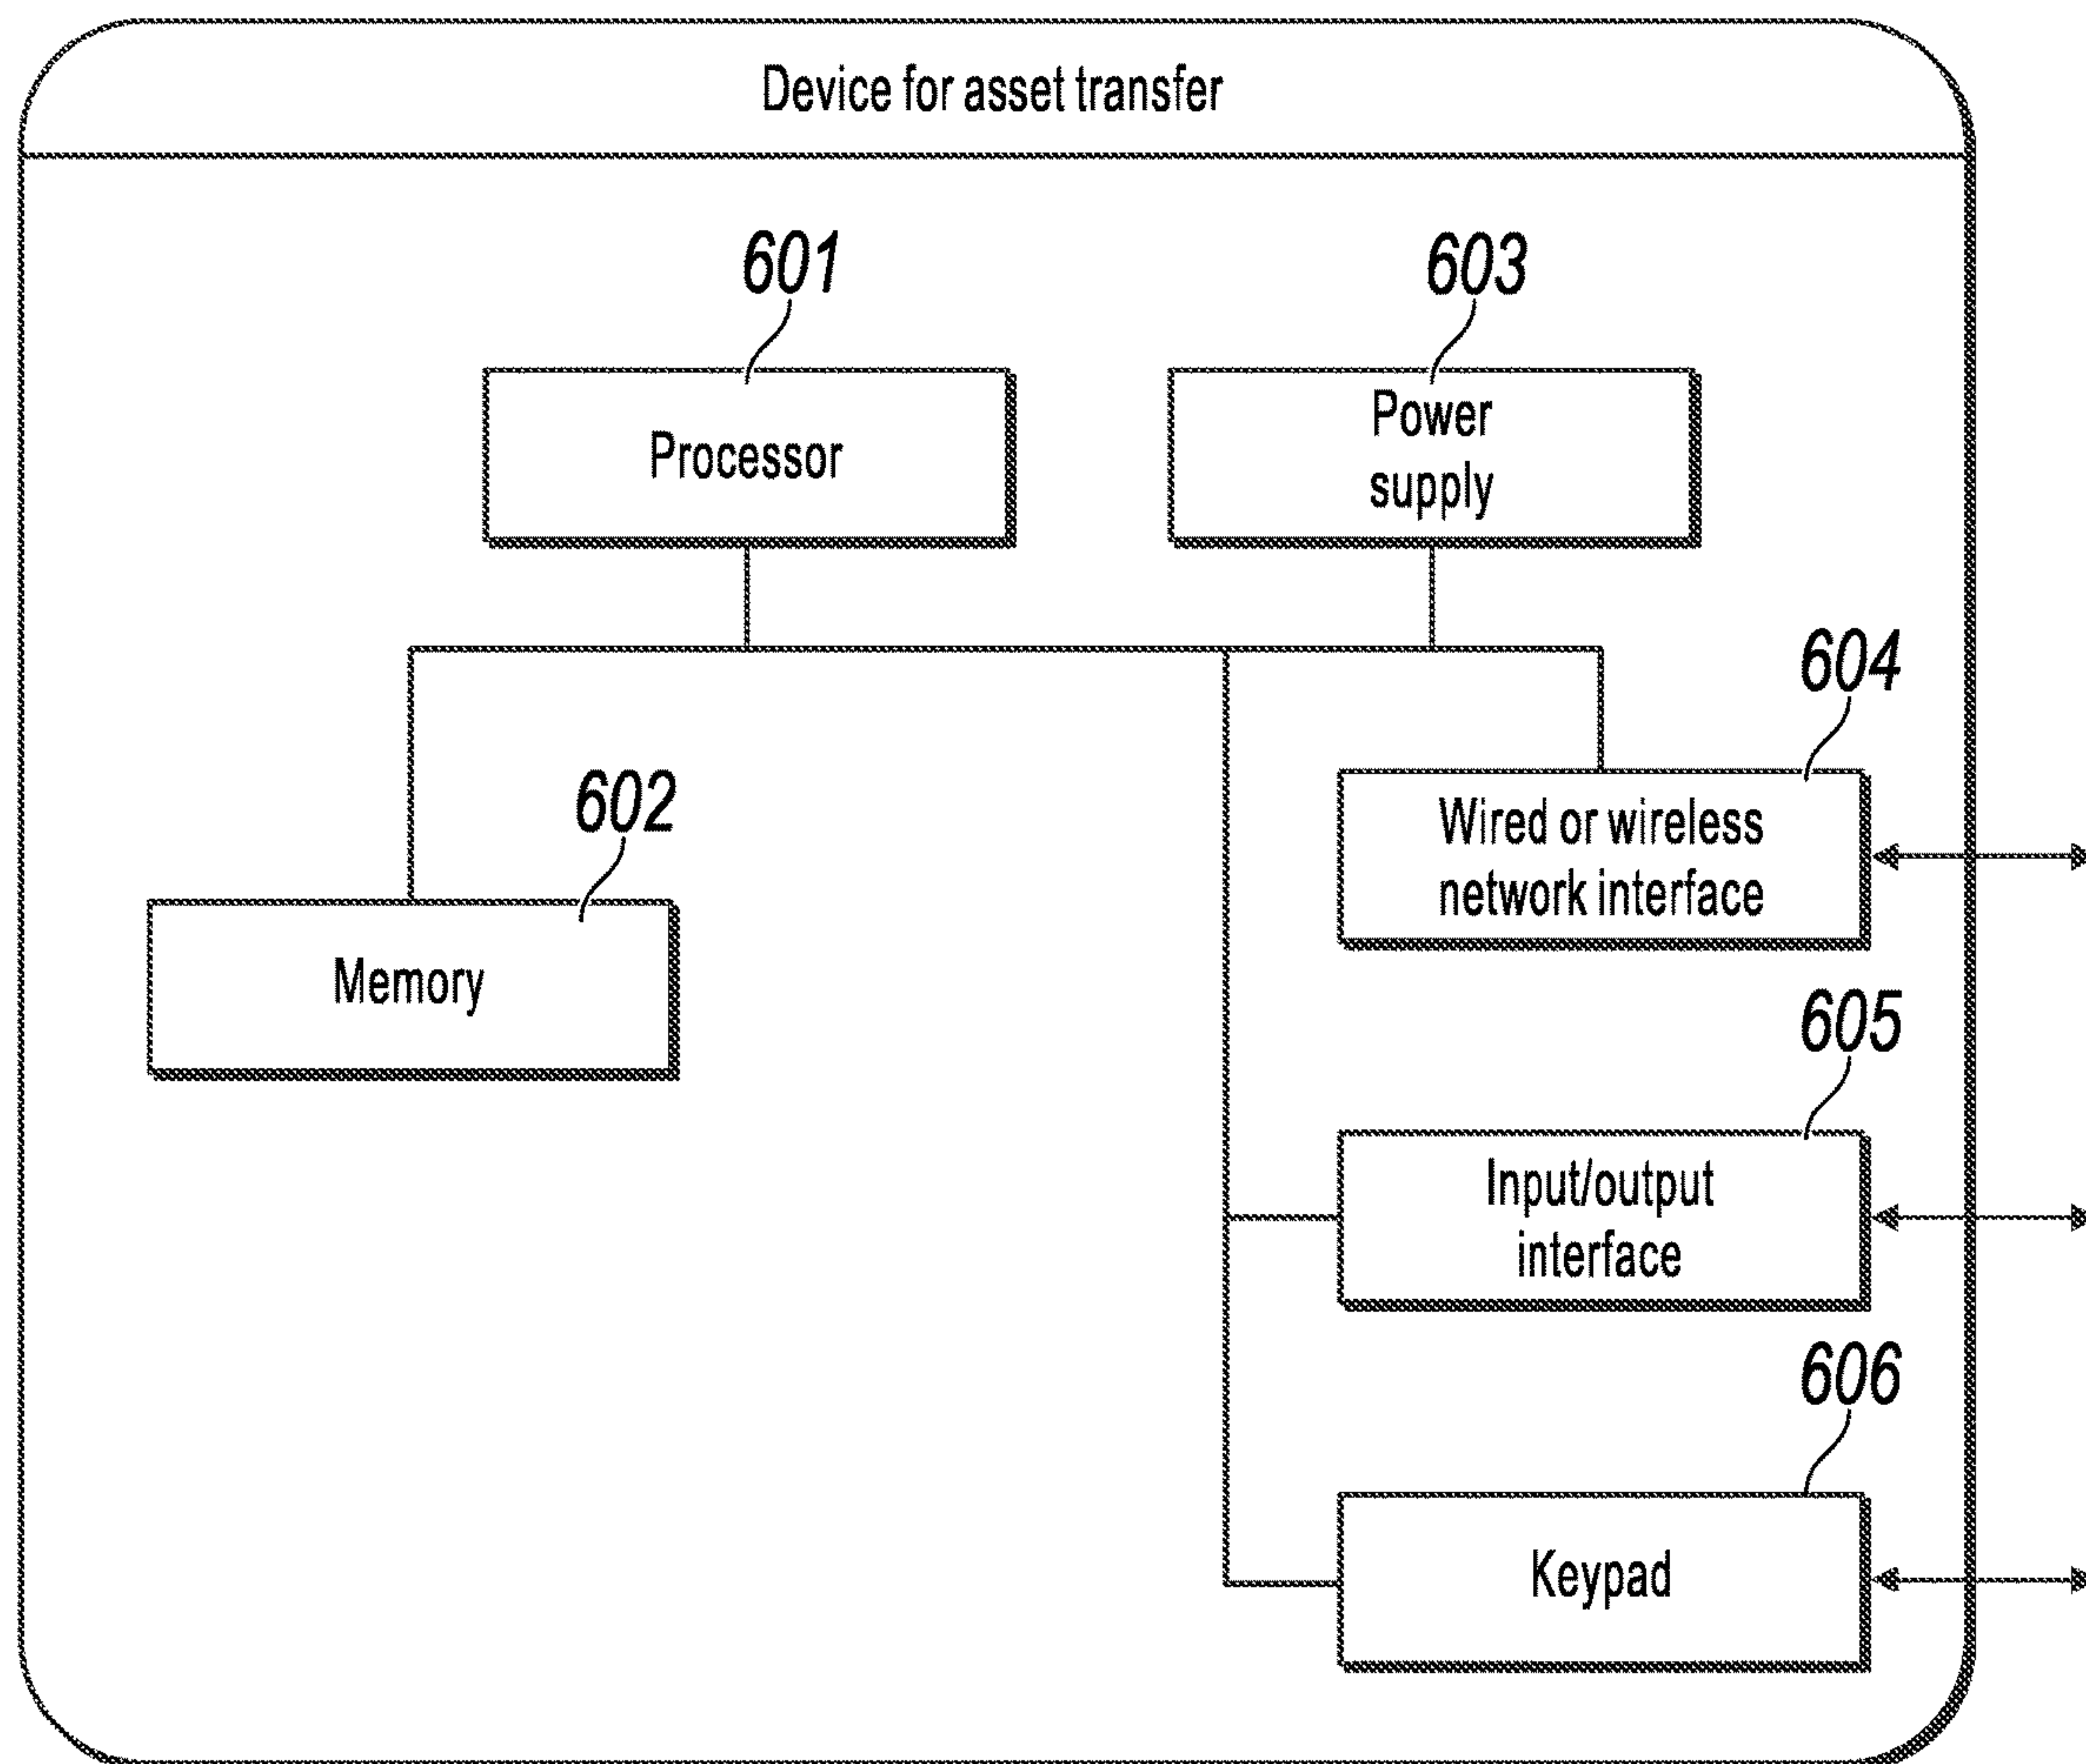 Device for asset transfer
601
603
Processor
Power
supply
604
602
Wired or wireless
network interface
Memory
605
Input/output
interface
606
Keypad